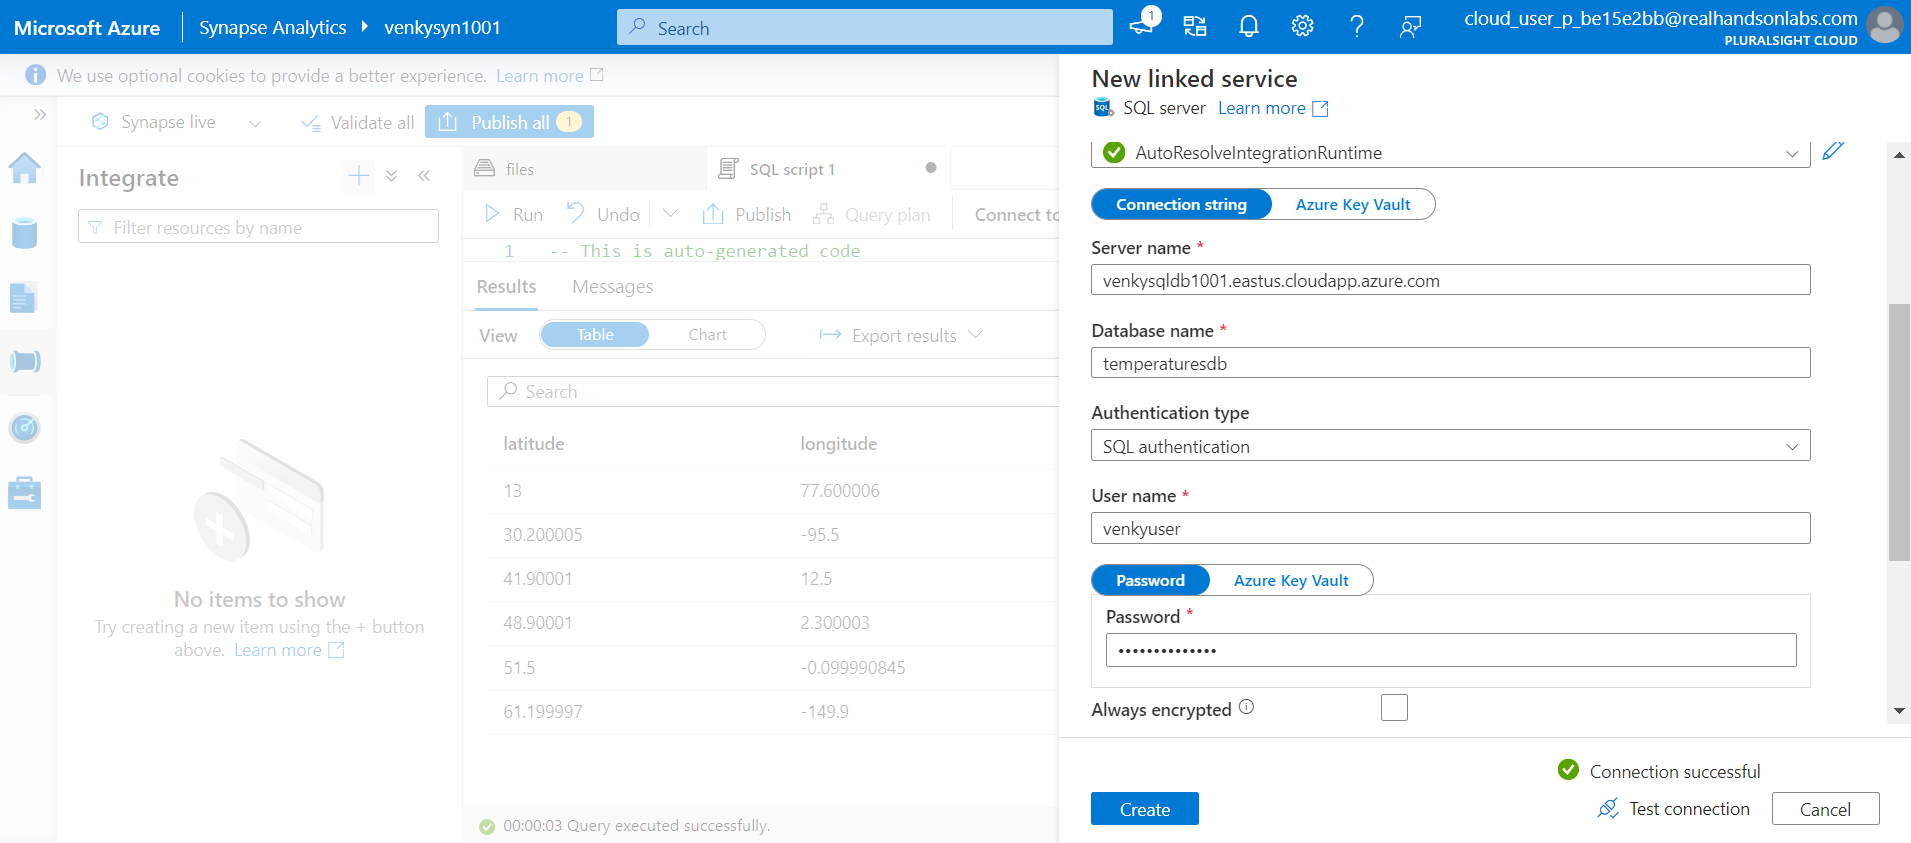 Microsoft Azure
Synapse Analytics
venkysyn1001
Search
1
cloud_user_p_be15e2bb@realhandsonlabs.com
PLURALSIGHT CLOUD
We use optional cookies to provide a better experience. Learn more
Synapse live
Validate all
Publish all 1
Integrate
Filter resources by name
No items to show
Try creating a new item using the + button
above. Learn more
files
SQL script 1
Run
Undo
Publish
Query plan
Connect to
1 -- This is auto-generated code
Results
Messages
View
Table
Chart
Export results
Search
latitude longitude
13 77.600006
30.200005 -95.5
41.90001 12.5
48.90001 2.300003
51.5 -0.099990845
61.199997 -149.9
00:00:03 Query executed successfully.
New linked service
SQL
SQL server Learn more
AutoResolveIntegrationRuntime
Connection string
Azure Key Vault
Server name *
venkysqldb1001.eastus.cloudapp.azure.com
Database name *
temperaturesdb
Authentication type
SQL authentication
User name *
venkyuser
Password
Azure Key Vault
Password *
••••••••••••••
Always encrypted
Connection successful
Create
Test connection
Cancel